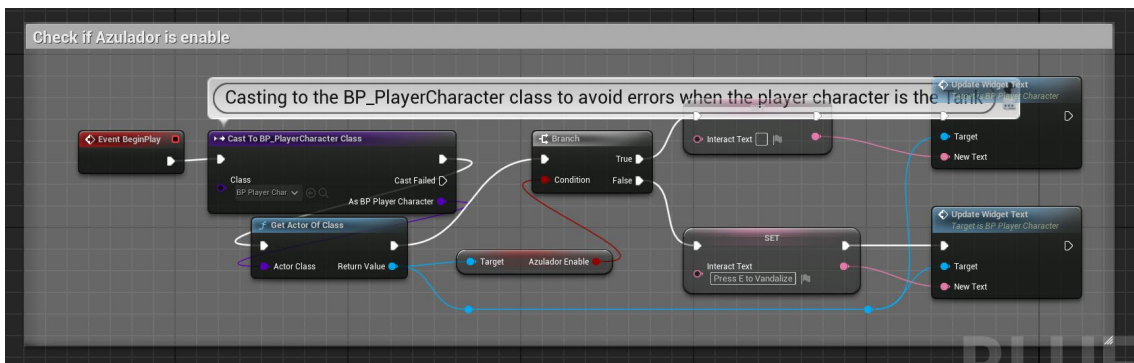 Check if Azulador is enable
Casting to the BP_PlayerCharacter class to avoid errors when the player character is the Tank
Event BeginPlay
Cast To BP_PlayerCharacter Class
Class
BP Player Char.
Cast Failed
As BP Player Character
Get Actor Of Class
Actor Class
Return Value
Target
Azulador Enable
Branch
Condition
True
False
Interact Text
SET
Interact Text
Press E to Vandalize
Update Widget Text
Target is BP Player Character
Target
New Text
Update Widget Text
Target is BP Player Character
Target
New Text